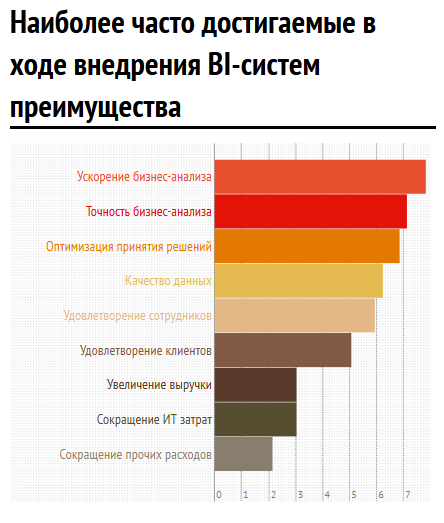 Наиболее часто достигаемые в
ходе внедрения BI-систем
преимущества
Ускорение бизнес-анализа
Точность бизнес-анализа
Оптимизация принятия решений
Качество данных
Удовлетворение сотрудников
Удовлетворение клиентов
Увеличение выручки
Сокращение ИТ затрат
Сокращение прочих расходов
0 1 2 3 4 5 6 7